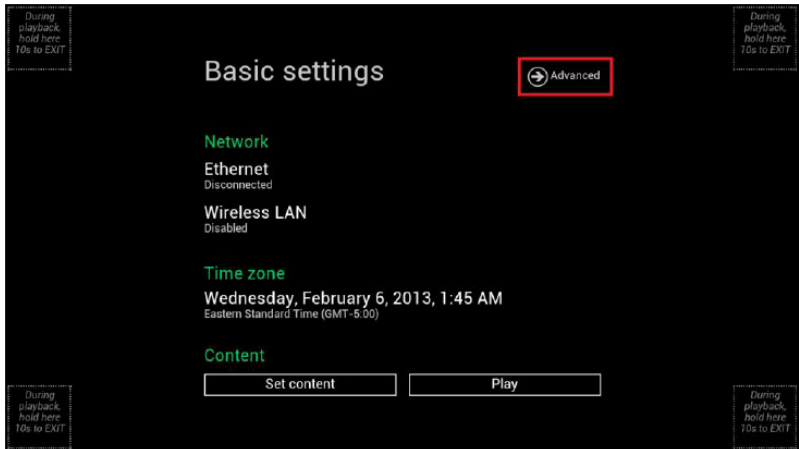 During
playback,
hold here
10s to EXIT
During
playback,
hold here
10s to EXIT
Basic settings
Advanced
Network
Ethernet
Disconnected
Wireless LAN
Disabled
Time zone
Wednesday, February 6, 2013, 1:45 AM
Eastern Standard Time (GMT-5:00)
Content
Set content
Play
During
playback,
hold here
10s to EXIT
During
playback,
hold here
10s to EXIT